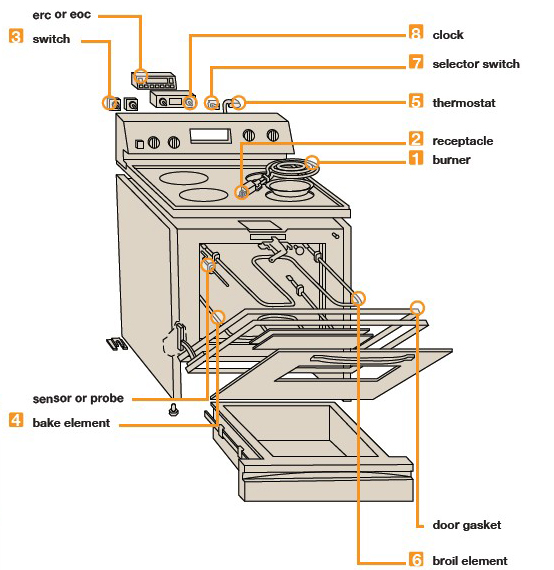 erc or eoc
3 switch
8 clock
7 selector switch
5 thermostat
2 receptacle
1 burner
sensor or probe
4 bake element
door gasket
6 broil element